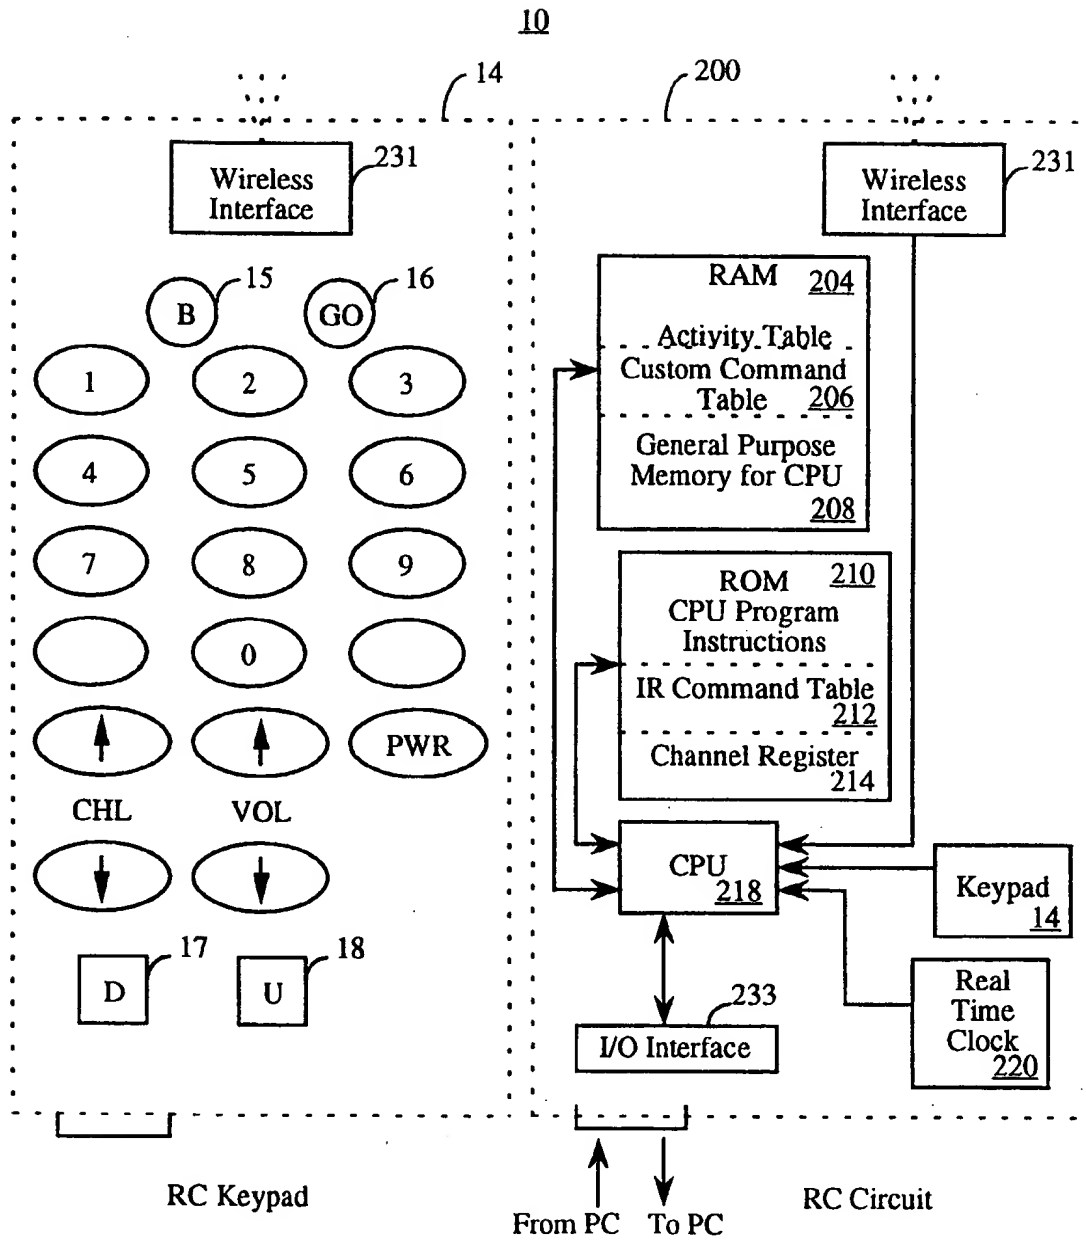 10
14
200
Wireless
Interface
231
Wireless
Interface
231
B
15
GO
16
1
2
3
4
5
6
7
8
9
0
PWR
CHL
VOL
D
17
U
18
RAM 204
Activity Table
Custom Command
Table 206
General Purpose
Memory for CPU
208
ROM 210
CPU Program
Instructions
IR Command Table
212
Channel Register
214
CPU
218
Keypad
14
Real
Time
Clock
220
233
I/O Interface
RC Keypad
From PC
To PC
RC Circuit